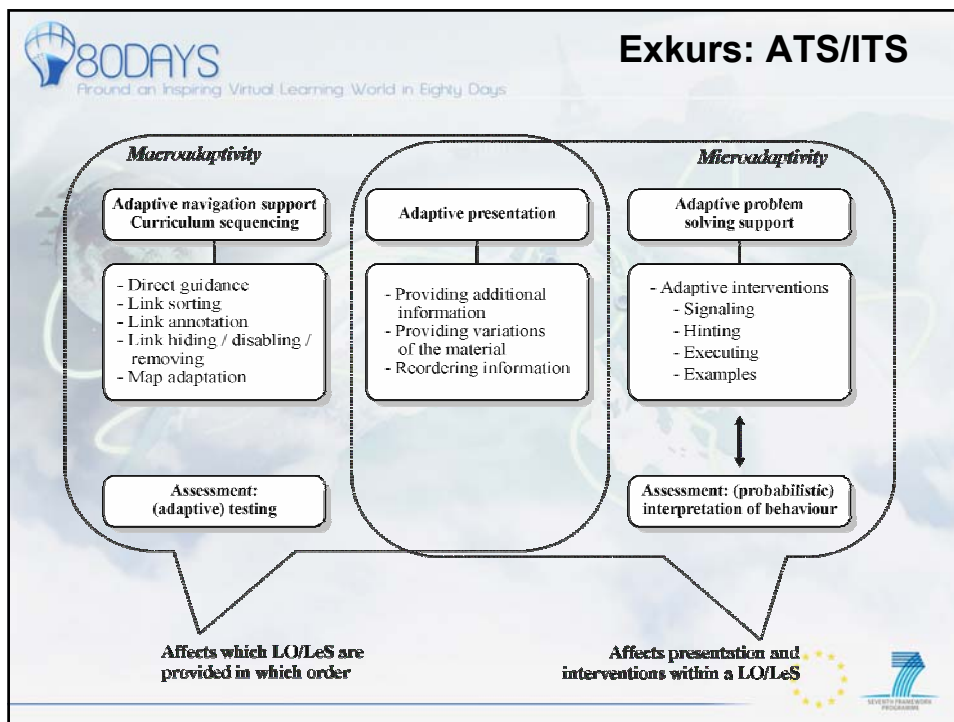 80DAYS
Around an Inspiring Virtual Learning World in Eighty Days
Exkurs: ATS/ITS
Macroadaptivity
Microadaptivity
Adaptive navigation support
Curriculum sequencing
- Direct guidance
- Link sorting
- Link annotation
- Link hiding / disabling /
removing
- Map adaptation
Assessment:
(adaptive) testing
Adaptive presentation
- Providing additional
information
- Providing variations
of the material
- Reordering information
Adaptive problem
solving support
- Adaptive interventions
- Signaling
- Hinting
- Executing
- Examples
Assessment: (probabilistic)
interpretation of behaviour
Affects which LO/LeS are
provided in which order
Affects presentation and
interventions within a LO/LeS
SEVENTH FRAMEWORK
PROGRAMME